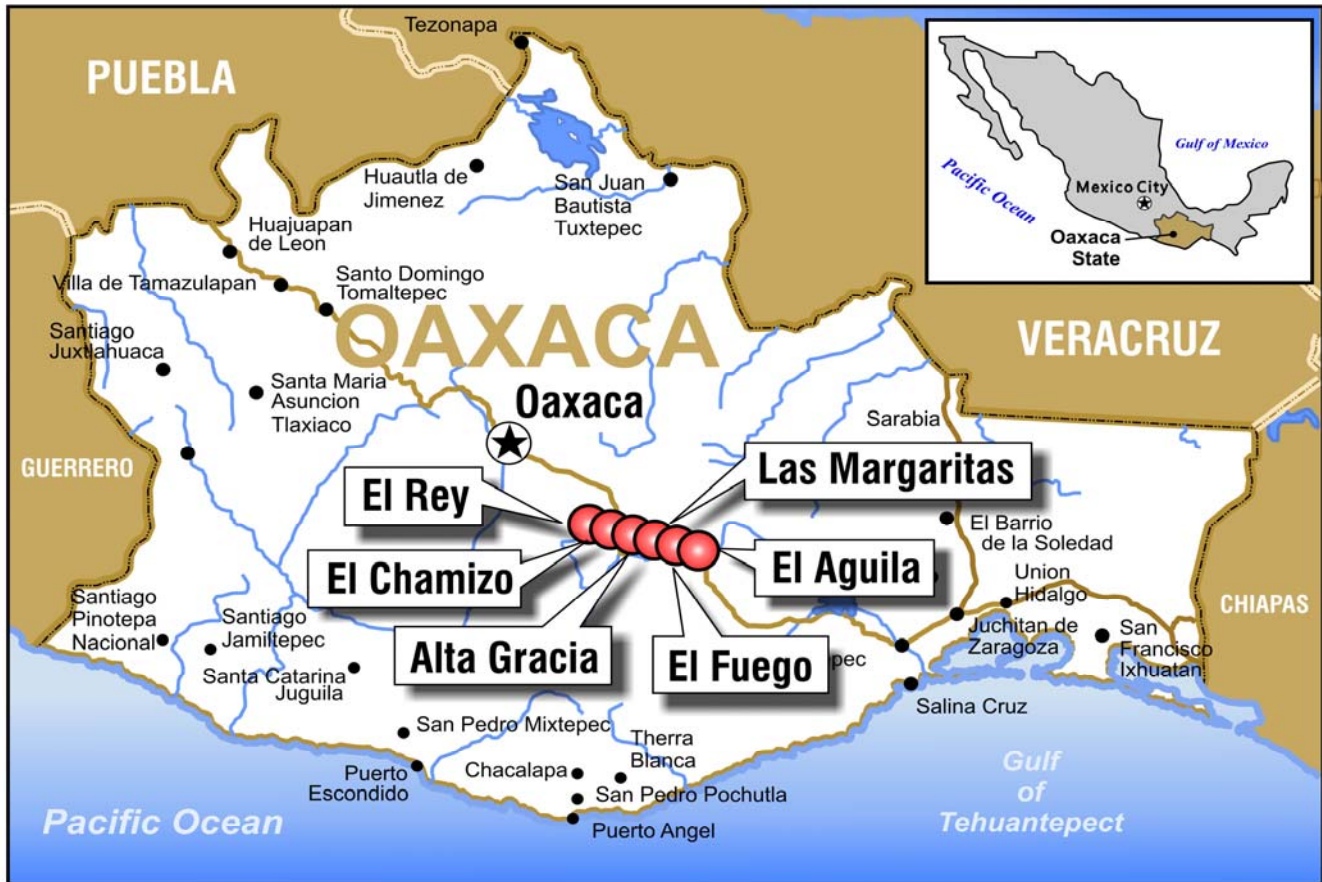 Tezonapa
PUEBLA
Gulf of Mexico
Pacific Ocean
Mexico City
Oaxaca
State
Huautla de
Jimenez
San Juan
Bautista
Tuxtepec
Huajuapan
de Leon
Villa de Tamazulapan
Santo Domingo
Tomaltepec
Santiago
Juxtlahuaca
OAXACA
VERACRUZ
Santa Maria
Asuncion
Tlaxiaco
Oaxaca
Sarabia
GUERRERO
Las Margaritas
El Rey
El Barrio
de la Soledad
El Chamizo
El Aguila
Union
Hidalgo
CHIAPAS
Santiago
Pinotepa
Nacional
Santiago
Jamiltepec
Alta Gracia
El Fuego
Juchitan de
Zaragoza
San
Francisco
Ixhuatan
Santa Catarina
Juguila
Salina Cruz
San Pedro Mixtepec
Therra
Blanca
Puerto
Escondido
Chacalapa
San Pedro Pochutla
Puerto Angel
Pacific Ocean
Gulf
of
Tehuantepect